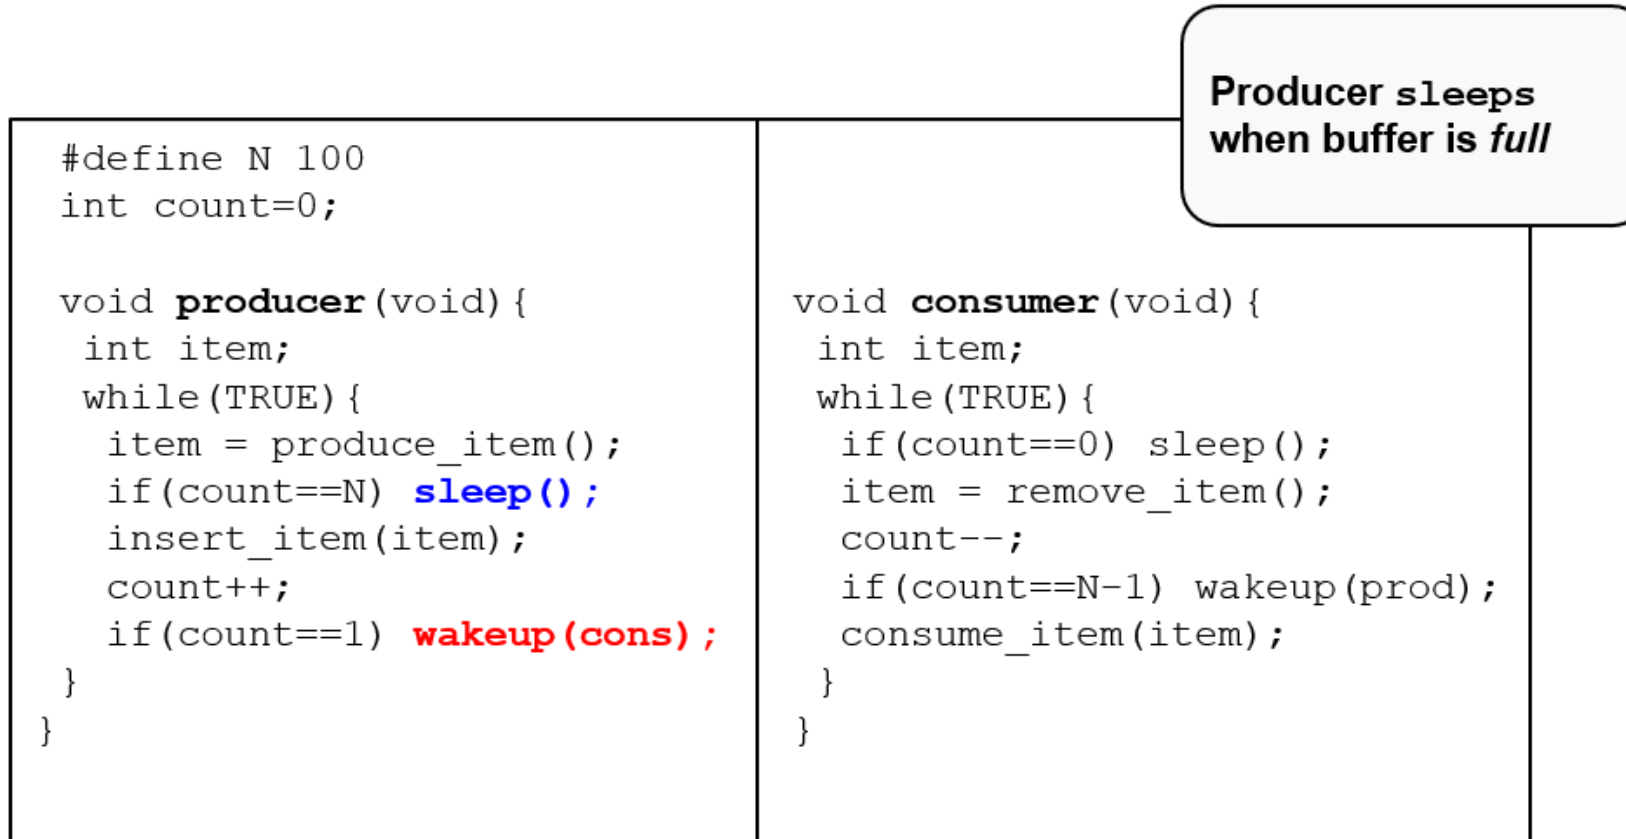 Producer sleeps
when buffer is full
#define N 100
int count=0;
void producer(void){
int item;
while(TRUE){
item = produce_item();
if(count==N) sleep();
insert_item(item);
count++;
if(count==1) wakeup(cons);
}
}
void consumer(void){
int item;
while(TRUE){
if(count==0) sleep();
item = remove_item();
count--;
if(count==N-1) wakeup(prod);
consume_item(item);
}
}